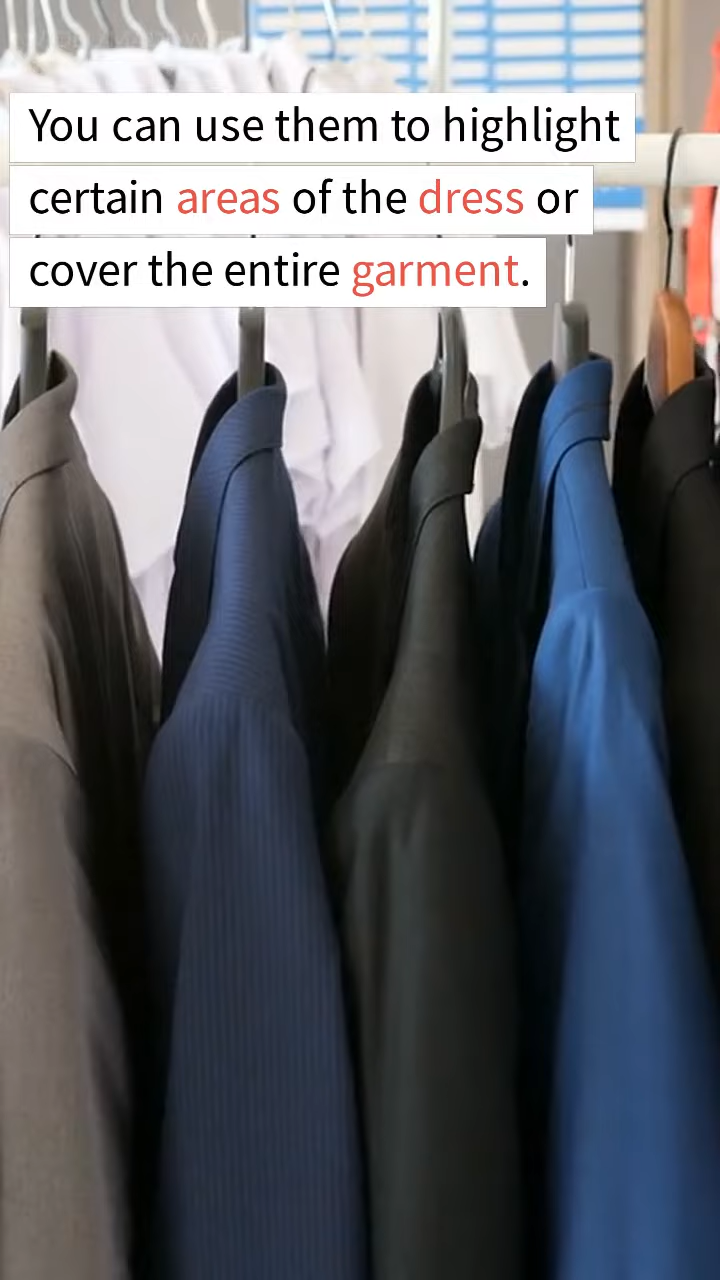 You can use them to highlight
certain areas of the dress or
cover the entire garment.